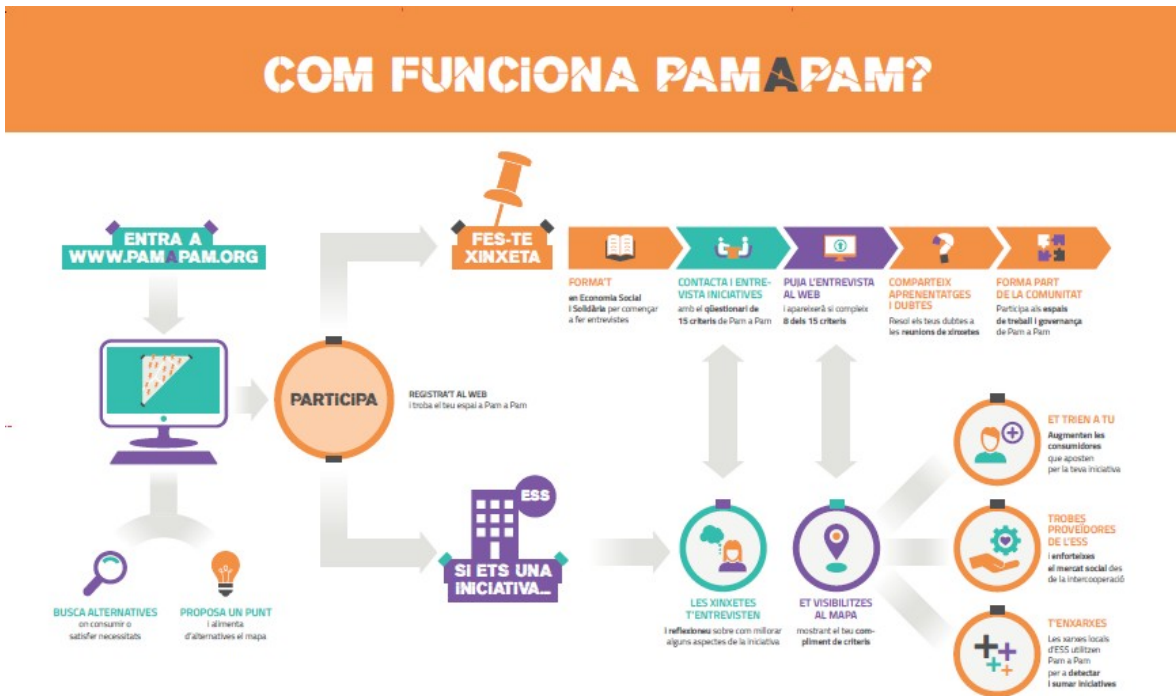 COM FUNCiONA PAMAPAM?
ENTRA A
WWW.PAMAPAM.ORG
BUSCA ALTERNATIVES
on consumir o
satisfer necessitats
PROPOSA UN PUNT
i alimenta
d'alternatives el mapa
PARTiCiPA
REGISTRA'T AL WEB
i troba el teu espai a Pam a Pam
FES-TE
XINXETA
FORMA'T
en Economia Social
i Solidària per començar
a fer entrevistes
CONTACTA I ENTRE-
VISTA INICIATIVES
amb el qüestionari de
15 criteris de Pam a Pam
PUJA L'ENTREVISTA
AL WEB
i apareixerà si compleix
8 dels 15 criteris
COMPARTEIX
APRENENTATGES
I DUBTES
Resol els teus dubtes a
les reunions de xinxetes
FORMA PART
DE LA COMUNITAT
Participa als espais
de treball i governança
de Pam a Pam
ESS
SI ETS UNA
INICIATIVA...
LES XINXETES
T'ENTREVISTEN
i reflexioneu sobre com millorar
alguns aspectes de la iniciativa
ET VISIBILITZES
AL MAPA
mostrant el teu com-
pliment de criteris
ET TRIEN A TU
Augmenten les
consumidores
que aposten
per la teva iniciativa
TROBES
PROVEÏDORES
DE L'ESS
i enforteixes
el mercat social des
de la intercooperació
T'ENXARXES
Les xarxes locals
d'ESS utilitzen
Pam a Pam
per a detectar
i sumar iniciatives